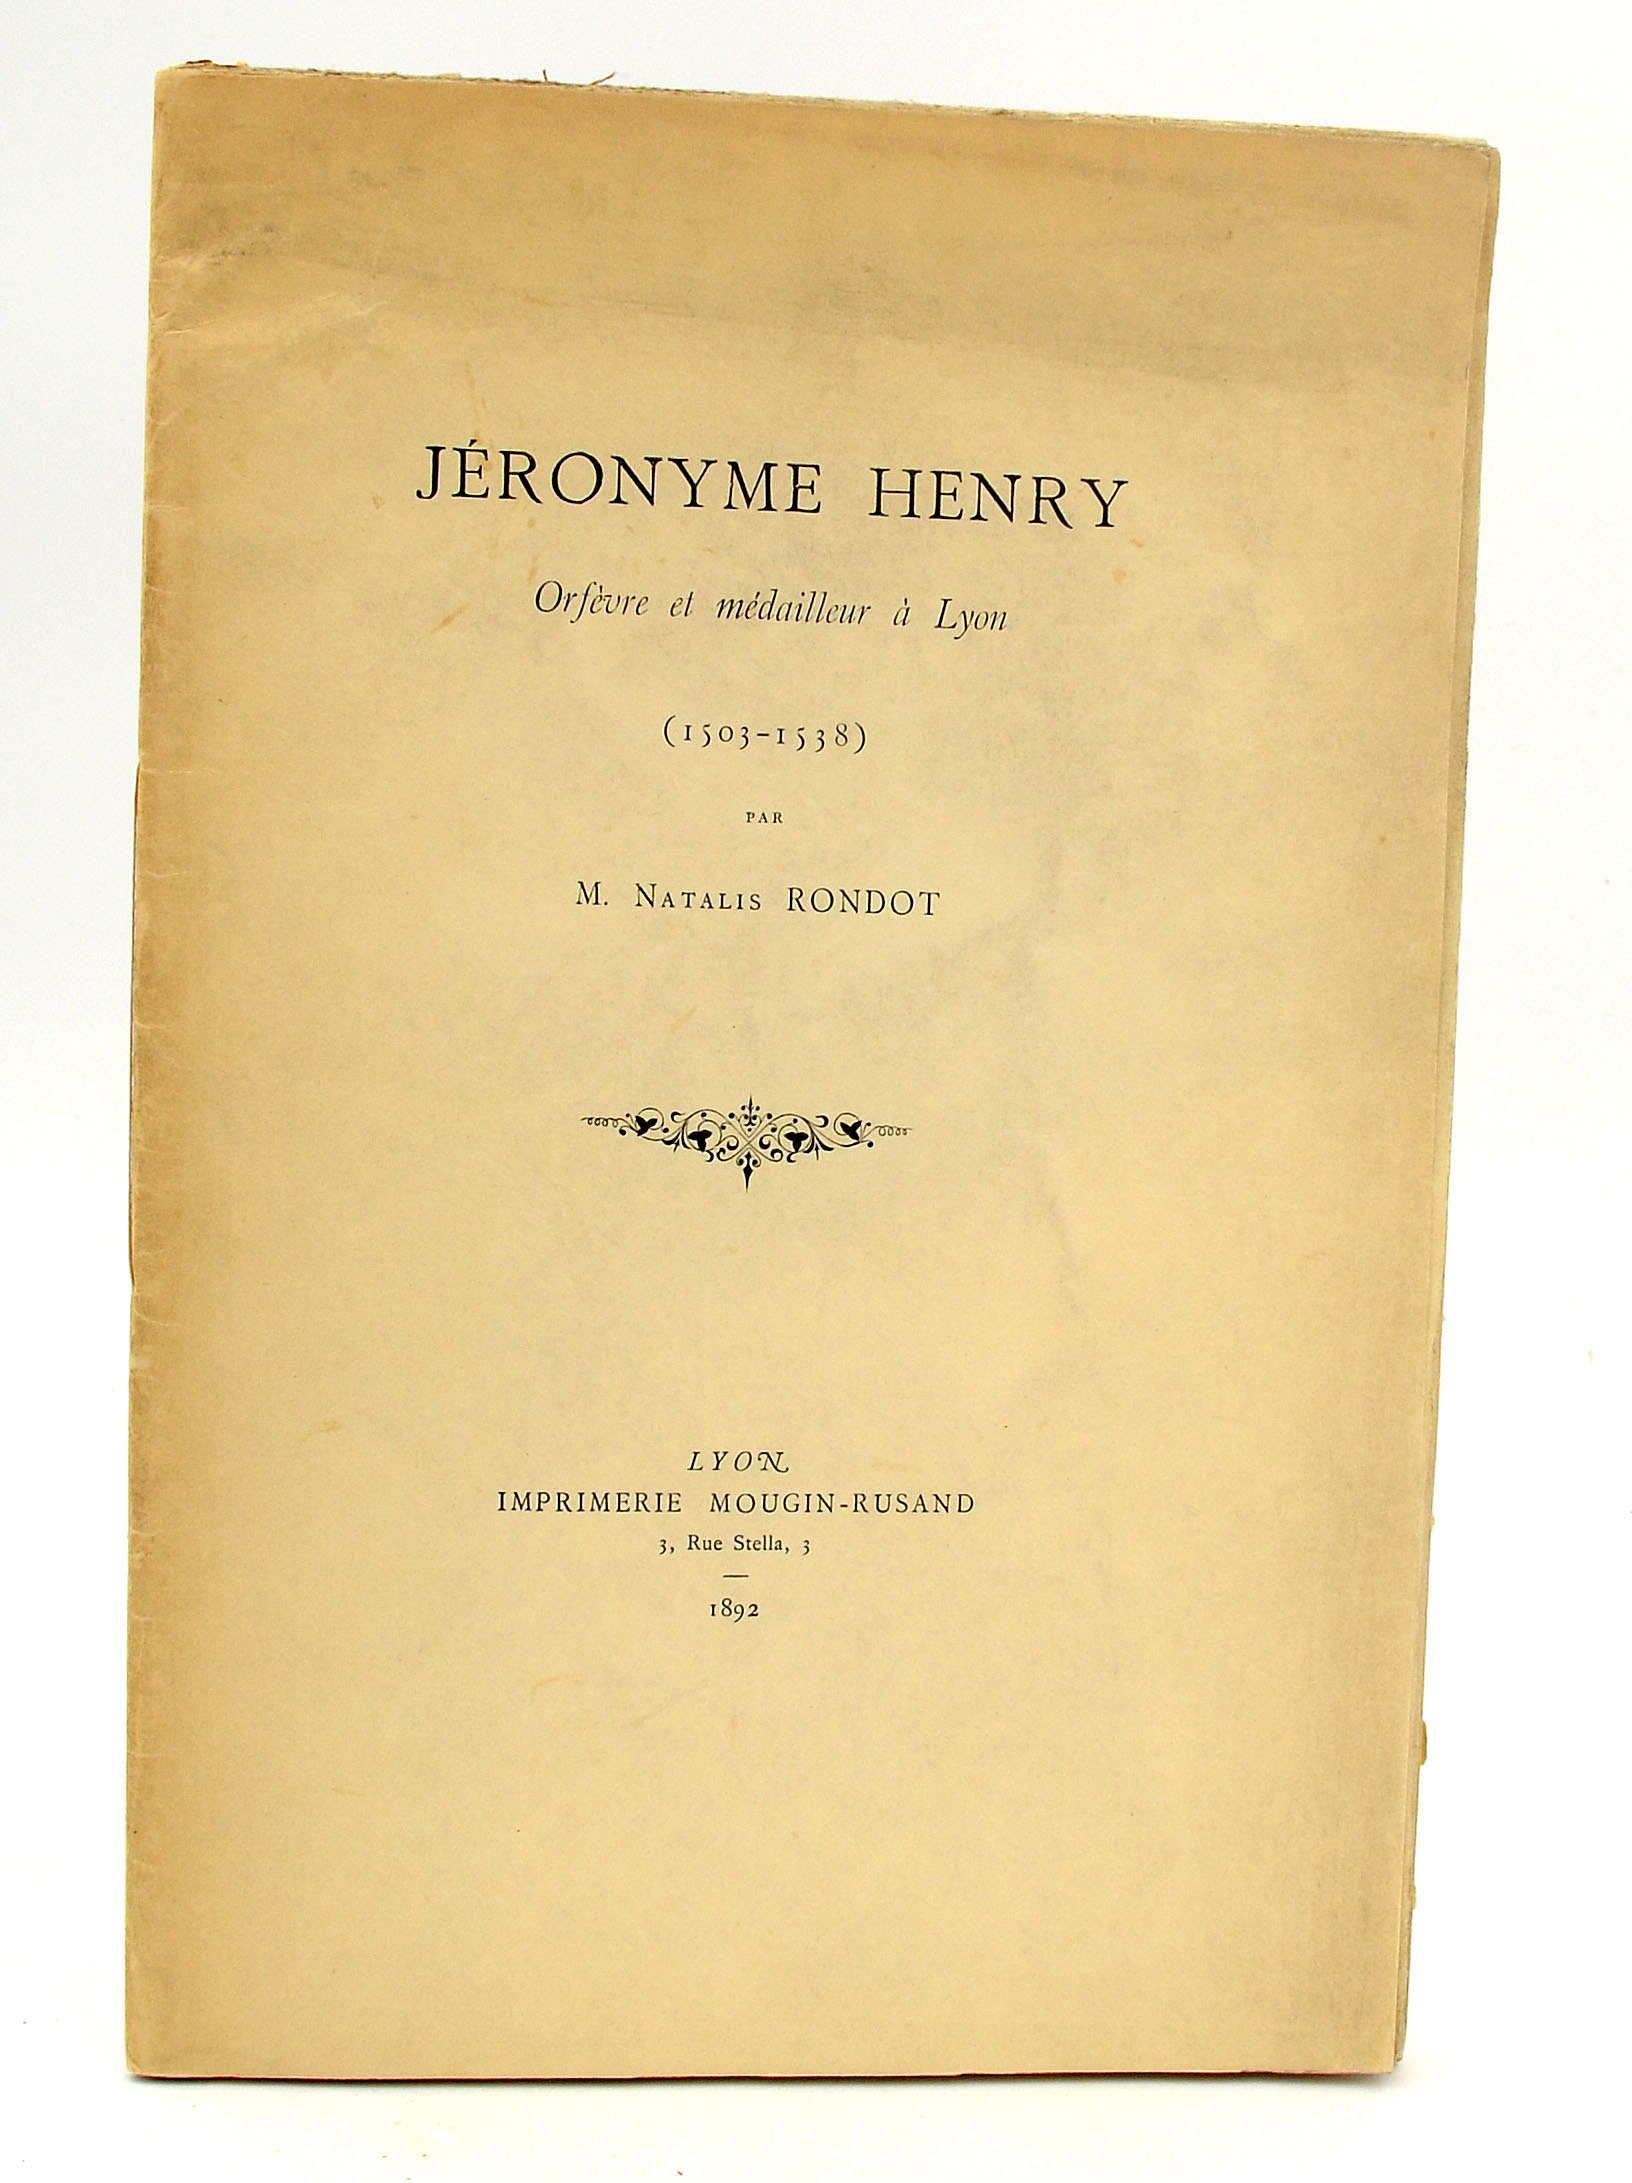 JÉRONYME HENRY
Orfèvre et médailleur à Lyon
(1503-1538)
PAR
M. NATALIS RONDOT
LYON
IMPRIMERIE MOUGIN-RUSAND
3, Rue Stella, 3
1892